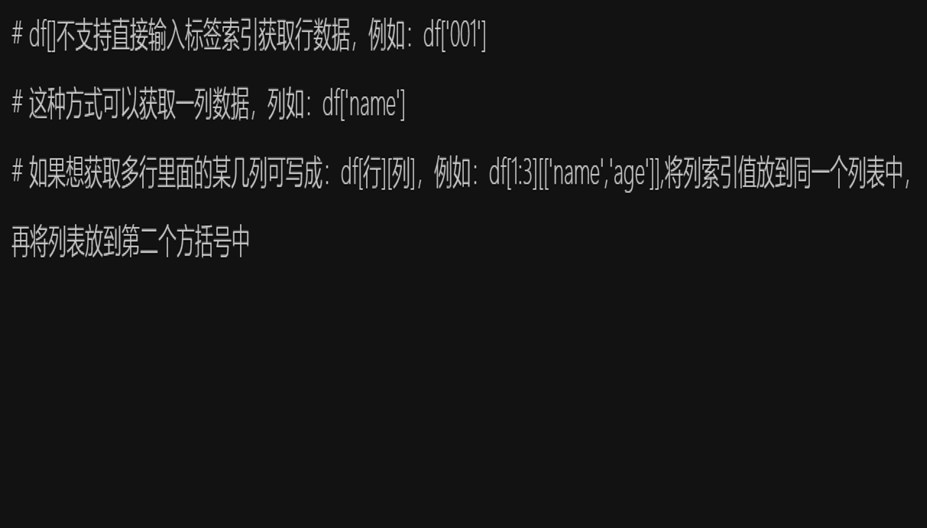 # df[]不支持直接输入标签索引获取行数据，例如：df['001']
# 这种方式可以获取一列数据，列如：df['name']
# 如果想获取多行里面的某几列可写成：df[行][列]，例如：df[1:3][['name','age']],将列索引值放到同一个列表中，
再将列表放到第二个方括号中